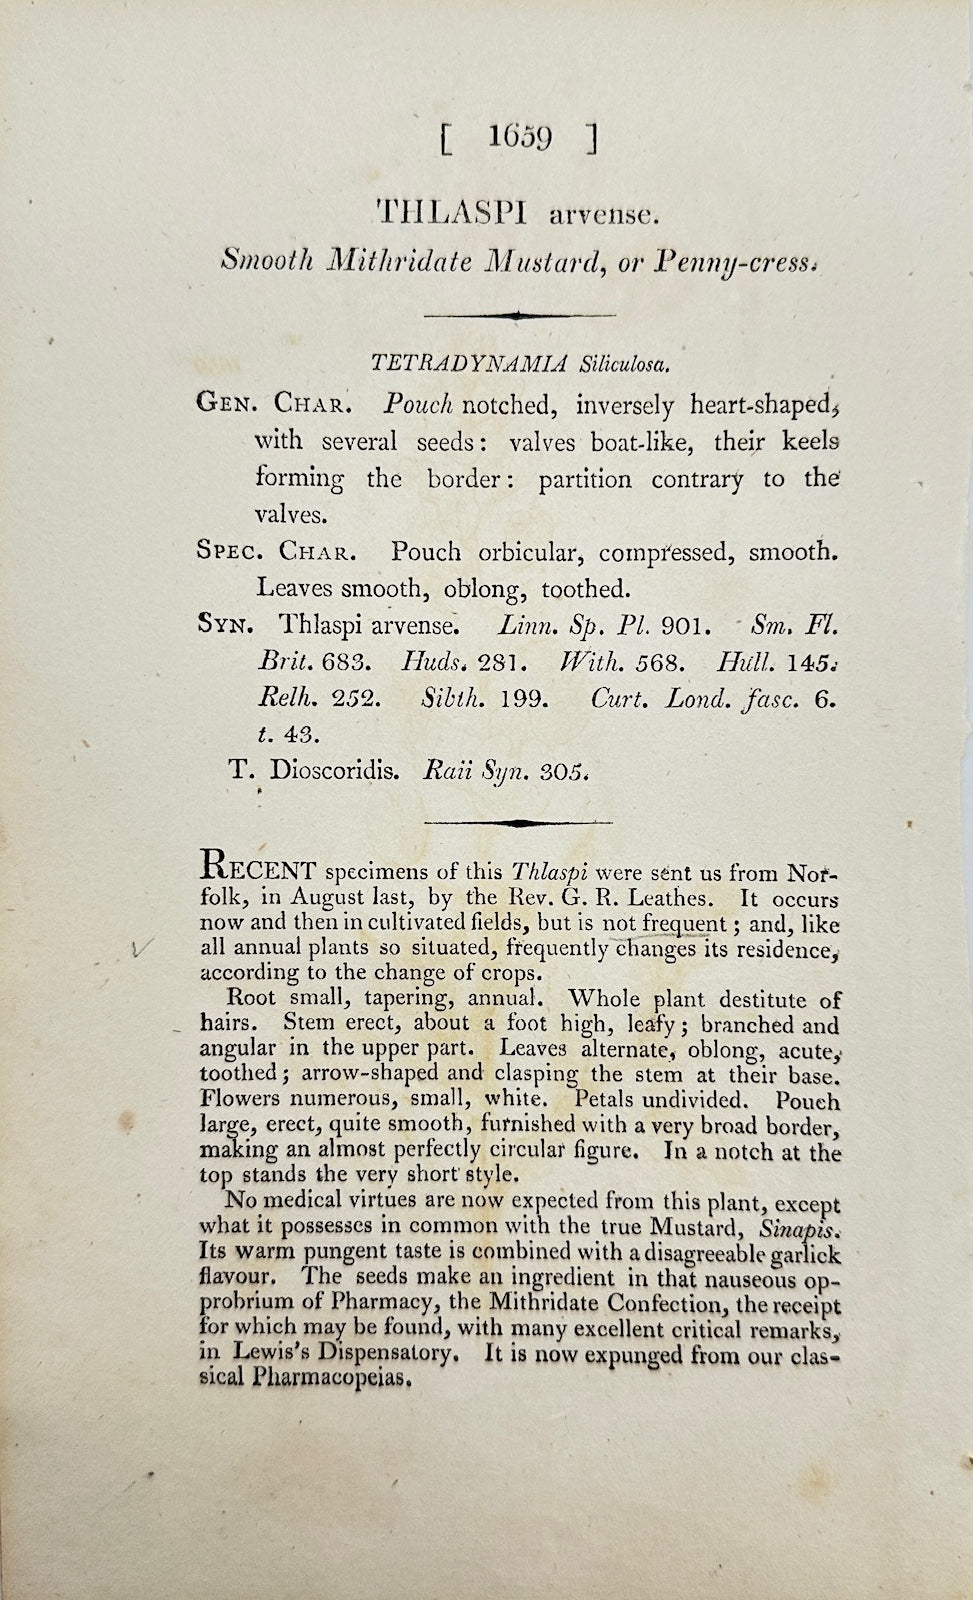 [ 1659 ]
THLASPI arvense.
Smooth Mithridate Mustard, or Penny-cress.
TETRADYNAMIA Siliculosa.
GEN. CHAR. Pouch notched, inversely heart-shaped,
with several seeds: valves boat-like, their keels
forming the border: partition contrary to the
valves.
SPEC. CHAR. Pouch orbicular, compressed, smooth.
Leaves smooth, oblong, toothed.
SYN. Thlaspi arvense. Linn. Sp. Pl. 901. Sm. Fl.
Brit. 683. Huds. 281. With. 568. Hull. 145.
Relh. 252. Sibth. 199. Curt. Lond. fasc. 6.
t. 43.
T. Dioscoridis. Raii Syn. 305.
RECENT specimens of this Thlaspi were sent us from Nor-
folk, in August last, by the Rev. G. R. Leathes. It occurs
now and then in cultivated fields, but is not frequent; and, like
all annual plants so situated, frequently changes its residence,
according to the change of crops.
Root small, tapering, annual. Whole plant destitute of
hairs. Stem erect, about a foot high, leafy; branched and
angular in the upper part. Leaves alternate, oblong, acute,
toothed; arrow-shaped and clasping the stem at their base.
Flowers numerous, small, white. Petals undivided. Pouch
large, erect, quite smooth, furnished with a very broad border,
making an almost perfectly circular figure. In a notch at the
top stands the very short style.
No medical virtues are now expected from this plant, except
what it possesses in common with the true Mustard, Sinapis.
Its warm pungent taste is combined with a disagreeable garlick
flavour. The seeds make an ingredient in that nauseous op-
probrium of Pharmacy, the Mithridate Confection, the receipt
for which may be found, with many excellent critical remarks,
in Lewis's Dispensatory. It is now expunged from our clas-
sical Pharmacopeias.